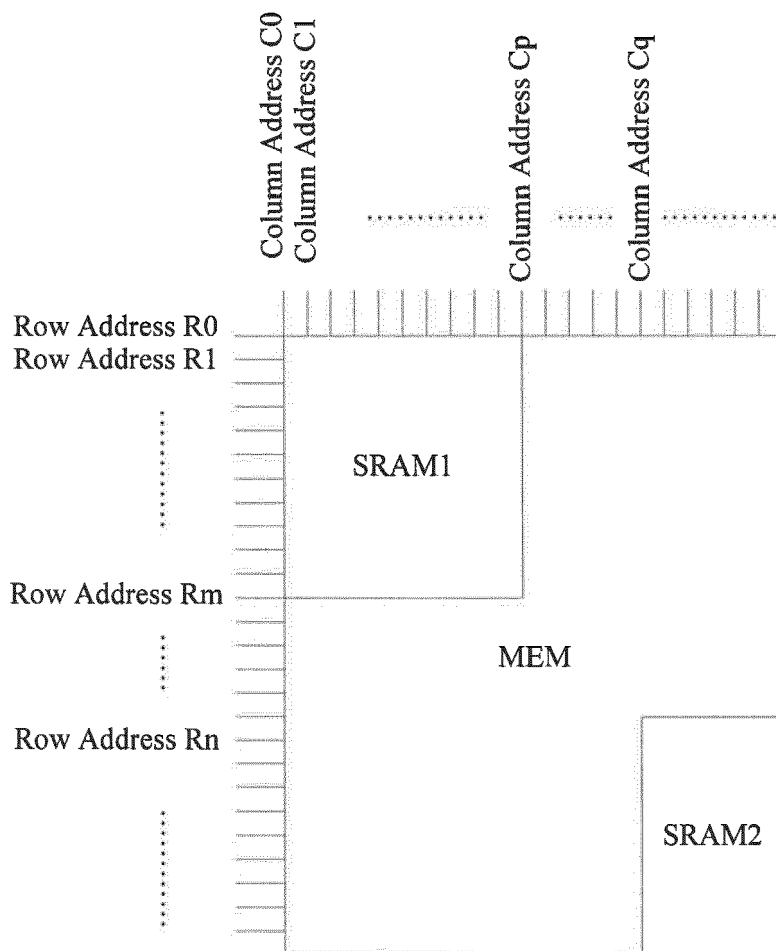 Column Address C0
Column Address C1
Column Address Cp
Column Address Cq
Row Address R0
Row Address R1
SRAM1
Row Address Rm
MEM
Row Address Rn
SRAM2